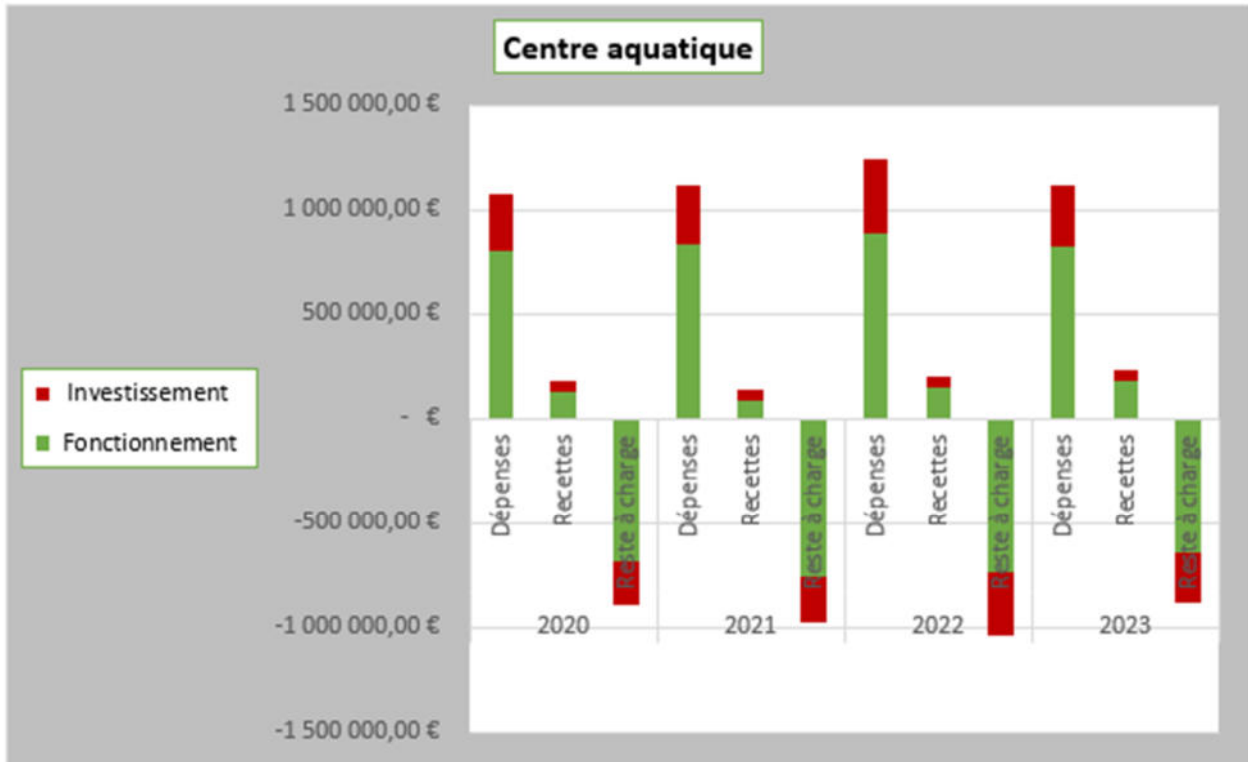 Centre aquatique
1 500 000,00 €
1 000 000,00 €
500 000,00 €
- €
-500 000,00 €
-1 000 000,00 €
-1 500 000,00 €
Investissement
Fonctionnement
Dépenses
Recettes
Reste à charge
Dépenses
Recettes
Reste à charge
Dépenses
Recettes
Reste à charge
Dépenses
Recettes
Reste à charge
2020
2021
2022
2023